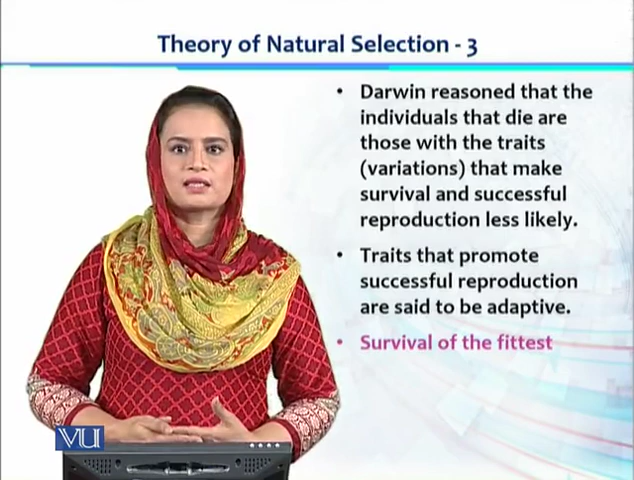 Theory of Natural Selection - 3
• Darwin reasoned that the
individuals that die are
those with the traits
(variations) that make
survival and successful
reproduction less likely.
• Traits that promote
successful reproduction
are said to be adaptive.
• Survival of the fittest
VU